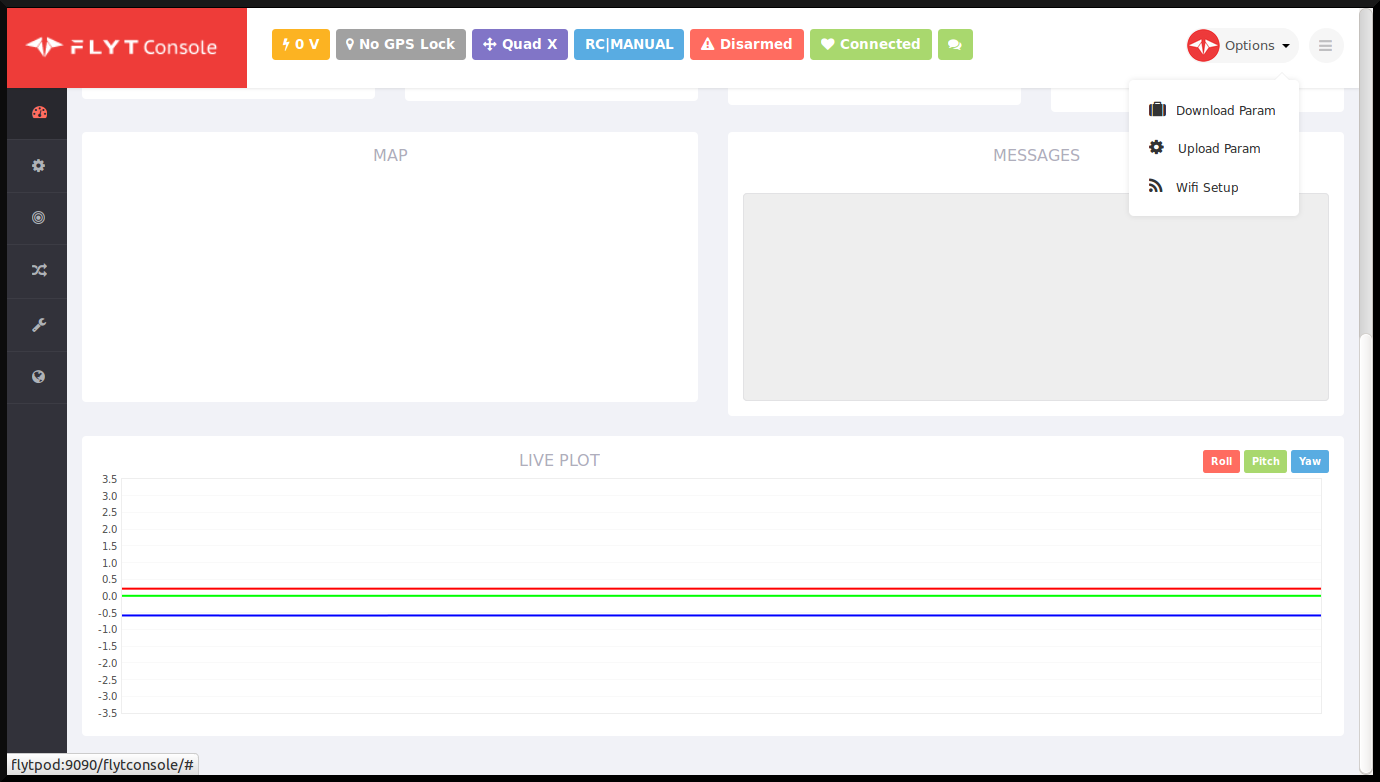 FLYT Console
0 V
No GPS Lock
Quad X
RC|MANUAL
Disarmed
Connected
Options
Download Param
Upload Param
Wifi Setup
MAP
MESSAGES
LIVE PLOT
Roll
Pitch
Yaw
3.5
3.0
2.5
2.0
1.5
1.0
0.5
0.0
-0.5
-1.0
-1.5
-2.0
-2.5
-3.0
-3.5
flytpod:9090/flytconsole/#